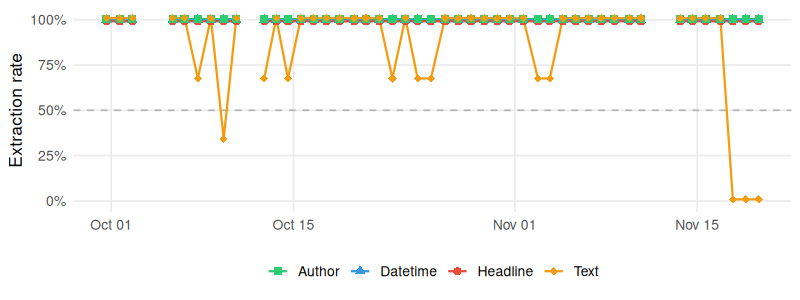 Extraction rate
100%
75%
50%
25%
0%
Oct 01 Oct 15 Nov 01 Nov 15
Author Datetime Headline Text